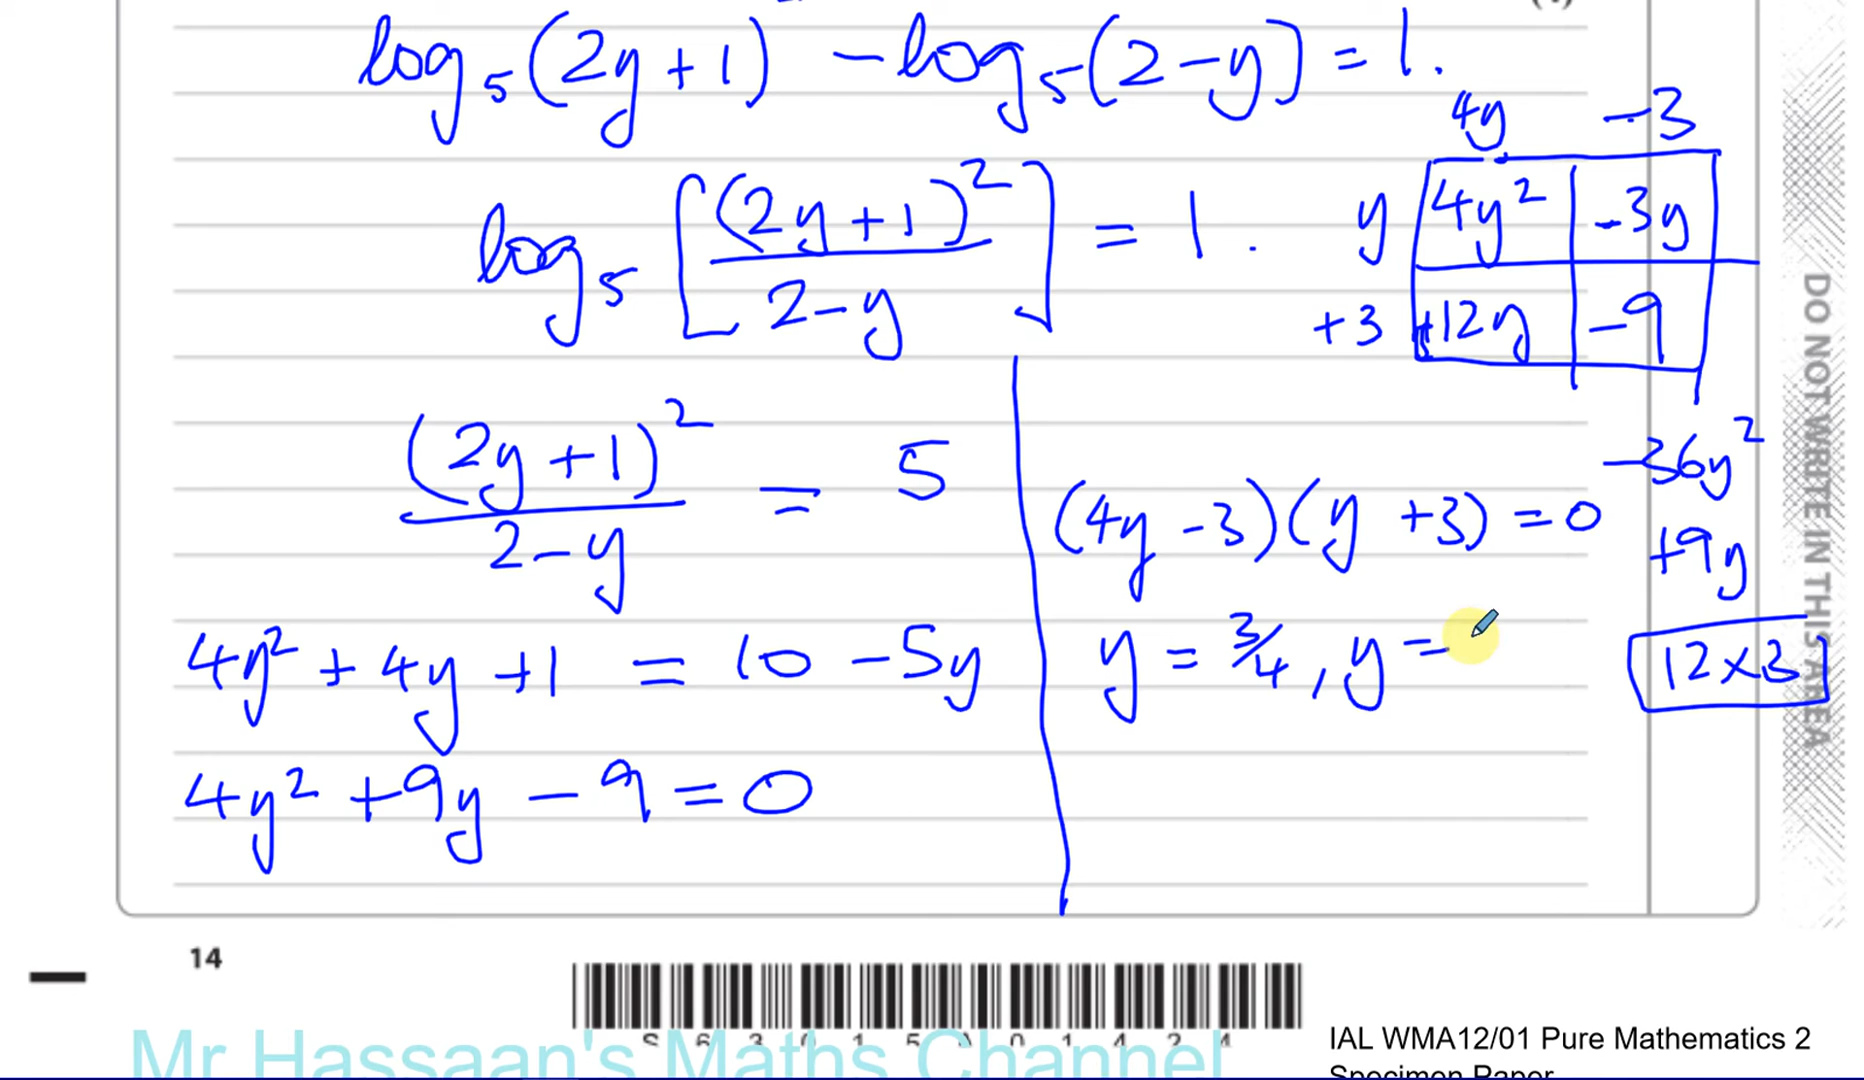 log₅(2y+1) - log₅(2-y) = 1.
log₅[(2y+1)²/(2-y)] = 1.
(2y+1)²/(2-y) = 5
4y² + 4y + 1 = 10 - 5y
4y² + 9y - 9 = 0
4y -3
y 4y² -3y
+3 +12y -9
-36y²
+9y
12×3
(4y - 3)(y + 3) = 0
y = 3/4, y =
DO NOT WRITE IN THIS AREA
14
Mr Hassaan's Maths Channel
IAL WMA12/01 Pure Mathematics 2
Specimen Paper